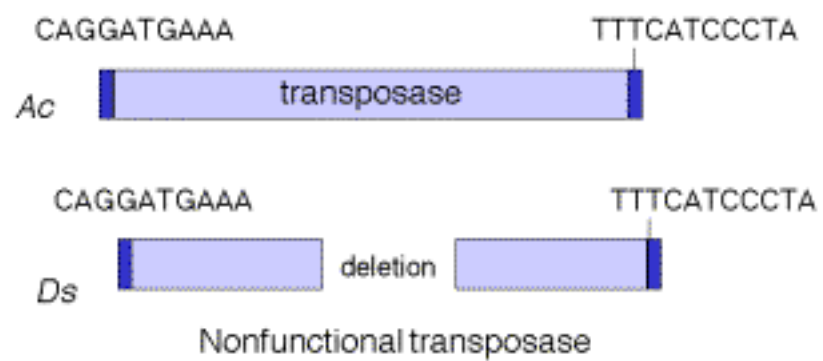 CAGGATGAAA TTTCATCCCTA
Ac transposase
CAGGATGAAA TTTCATCCCTA
Ds deletion
Nonfunctional transposase